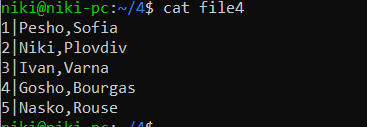 niki@niki-pc:~/4$ cat file4
1|Pesho,Sofia
2|Niki,Plovdiv
3|Ivan,Varna
4|Gosho,Bourgas
5|Nasko,Rouse
niki@niki-pc:~/4$